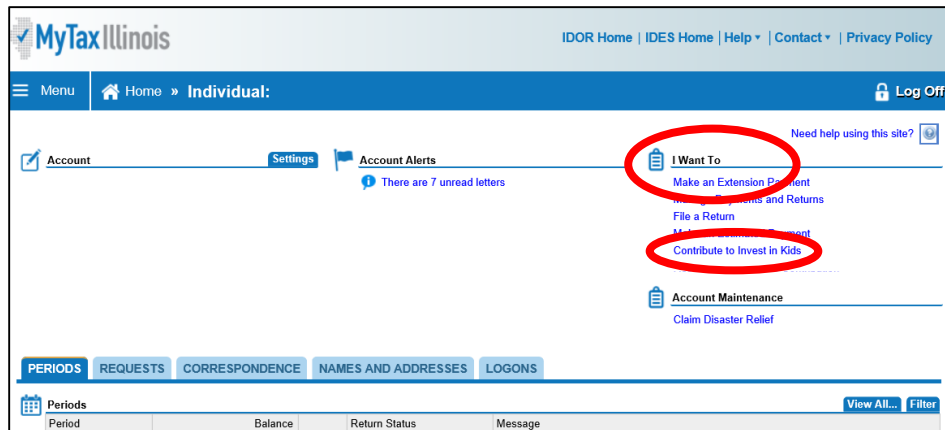 MyTax Illinois
IDOR Home | IDES Home | Help | Contact | Privacy Policy
Menu Home » Individual: Log Off
Need help using this site?
Account Settings Account Alerts I Want To
There are 7 unread letters Make an Extension Payment
Payments and Returns
File a Return
Contribute to Invest in Kids
Account Maintenance
Claim Disaster Relief
PERIODS REQUESTS CORRESPONDENCE NAMES AND ADDRESSES LOGONS
Periods View All... Filter
Period Balance Return Status Message